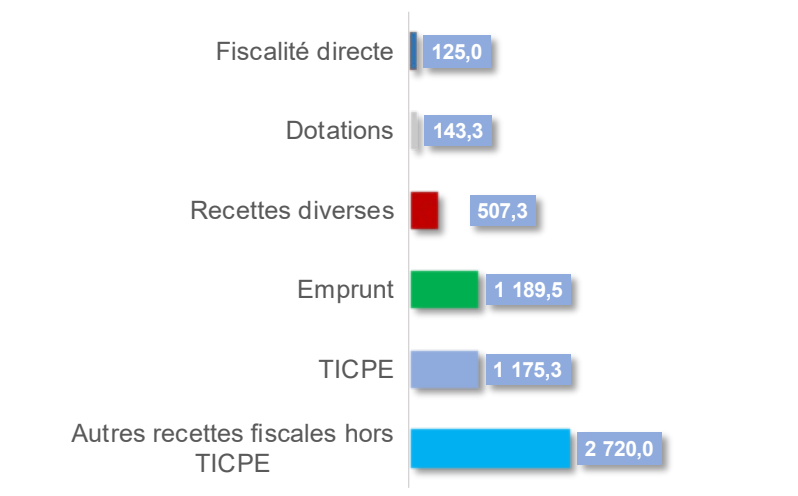 Fiscalité directe 125,0
Dotations 143,3
Recettes diverses 507,3
Emprunt 1 189,5
TICPE 1 175,3
Autres recettes fiscales hors
TICPE 2 720,0